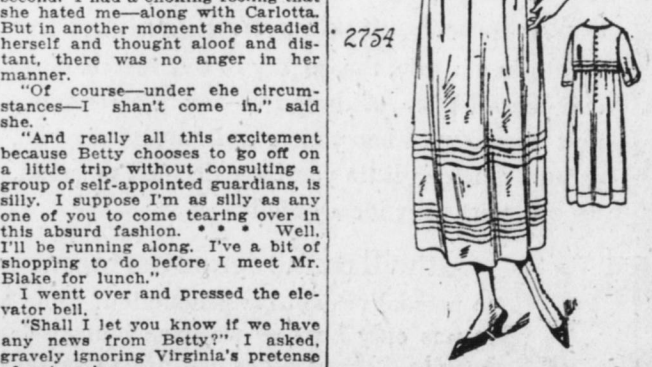 she hated me—along with Carlotta.
But in another moment she steadied
herself and thought aloof and dis-
tant, there was no anger in her
manner.
"Of course—under ehe circum-
stances—I shan't come in," said
she.
"And really all this excitement
because Betty chooses to go off on
a little trip without consulting a
group of self-appointed guardians, is
silly. I suppose I'm as silly as any
one of you to come tearing over in
this absurd fashion. * * * Well,
I'll be running along. I've a bit of
shopping to do before I meet Mr.
Blake for lunch."
I wentt over and pressed the ele-
vator bell.
"Shall I let you know if we have
any news from Betty?" I asked,
gravely ignoring Virginia's pretense
2754